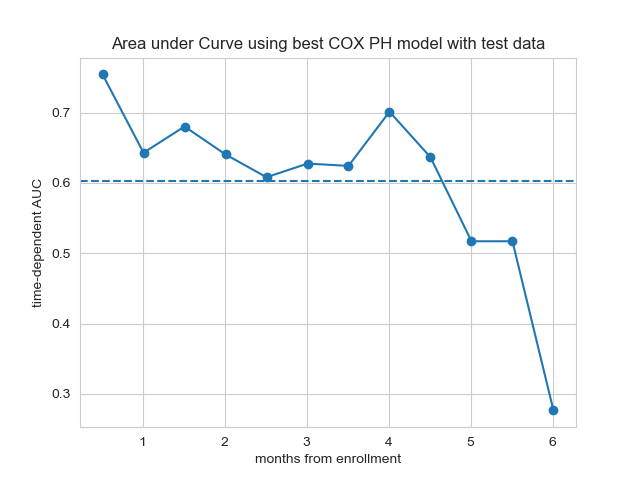 Area under Curve using best COX PH model with test data
time-dependent AUC
0.7
0.6
0.5
0.4
0.3
1 2 3 4 5 6
months from enrollment